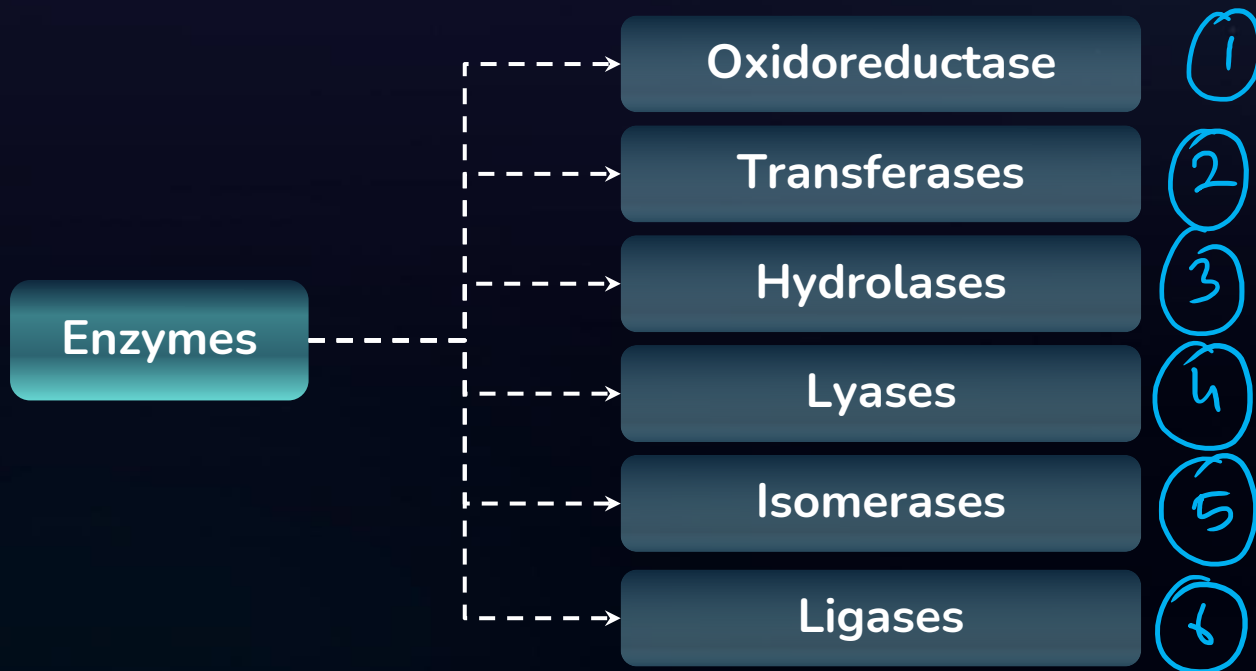 Oxidoreductase 1
Transferases 2
Hydrolases 3
Enzymes
Lyases 4
Isomerases 5
Ligases 6